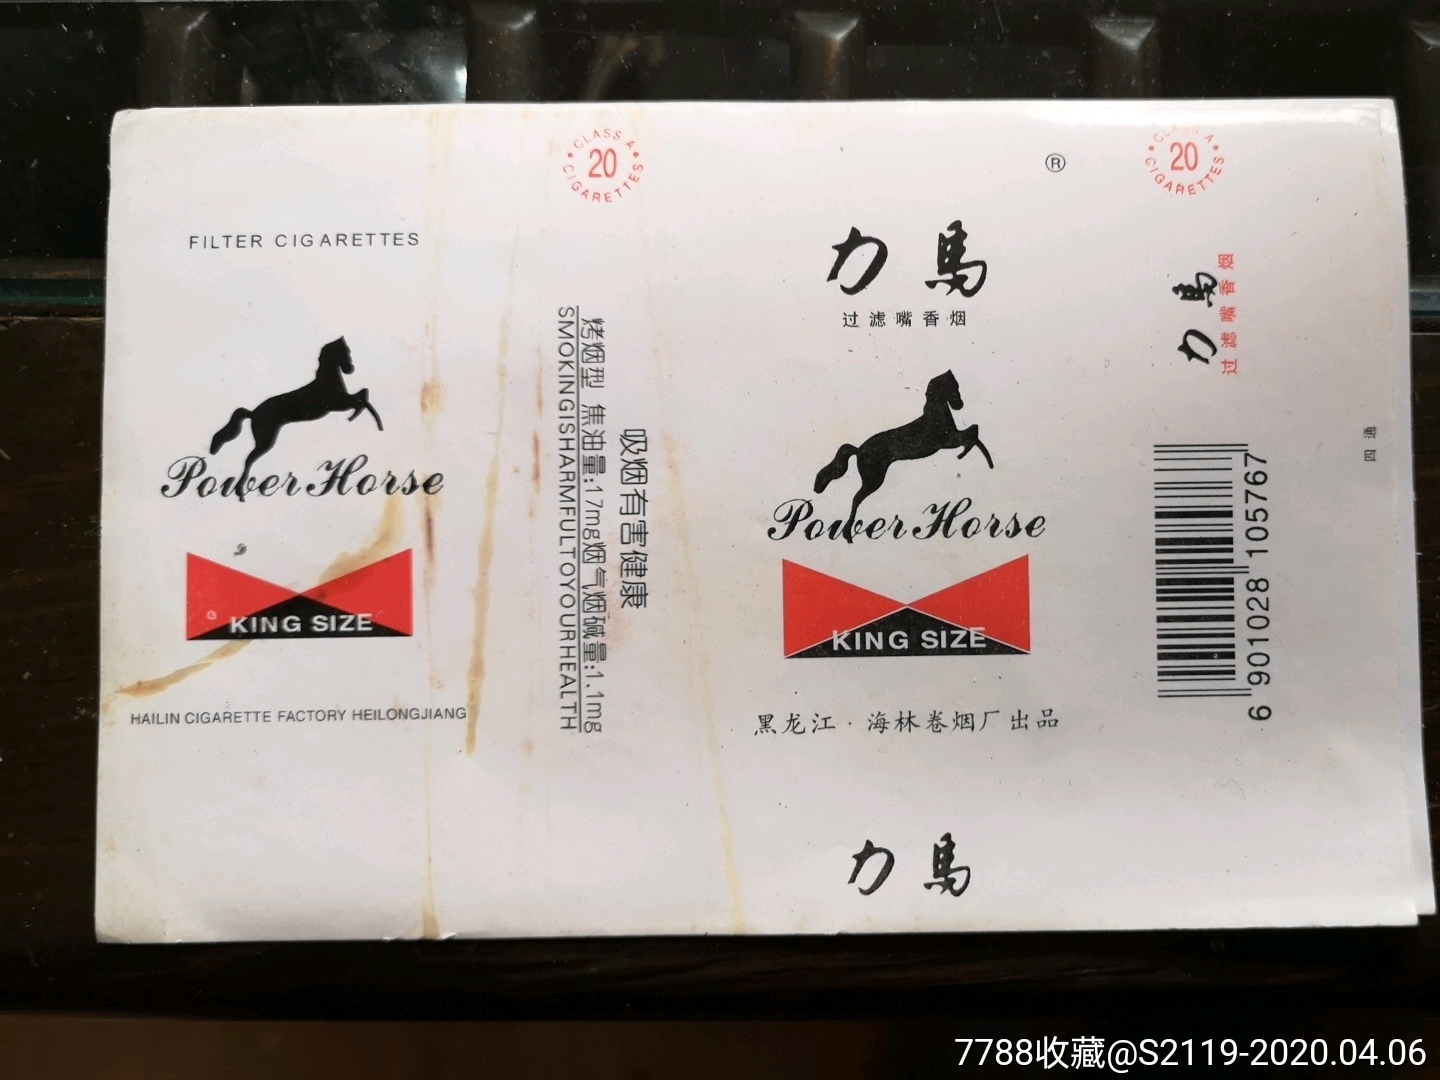 FILTER CIGARETTES
Power Horse
KING SIZE
HAILIN CIGARETTE FACTORY HEILONGJIANG
CLASS A
20
CIGARETTES
吸烟有害健康
烤烟型 焦油量:17mg烟气烟碱量:1.1mg
SMOKINGISHARMFULTOYOURHEALTH
®
力馬
过滤嘴香烟
Power Horse
KING SIZE
黑龙江·海林卷烟厂出品
力馬
CLASS A
20
CIGARETTES
力馬
过滤嘴香烟
6 901028 105767
四通
7788收藏@S2119-2020.04.06